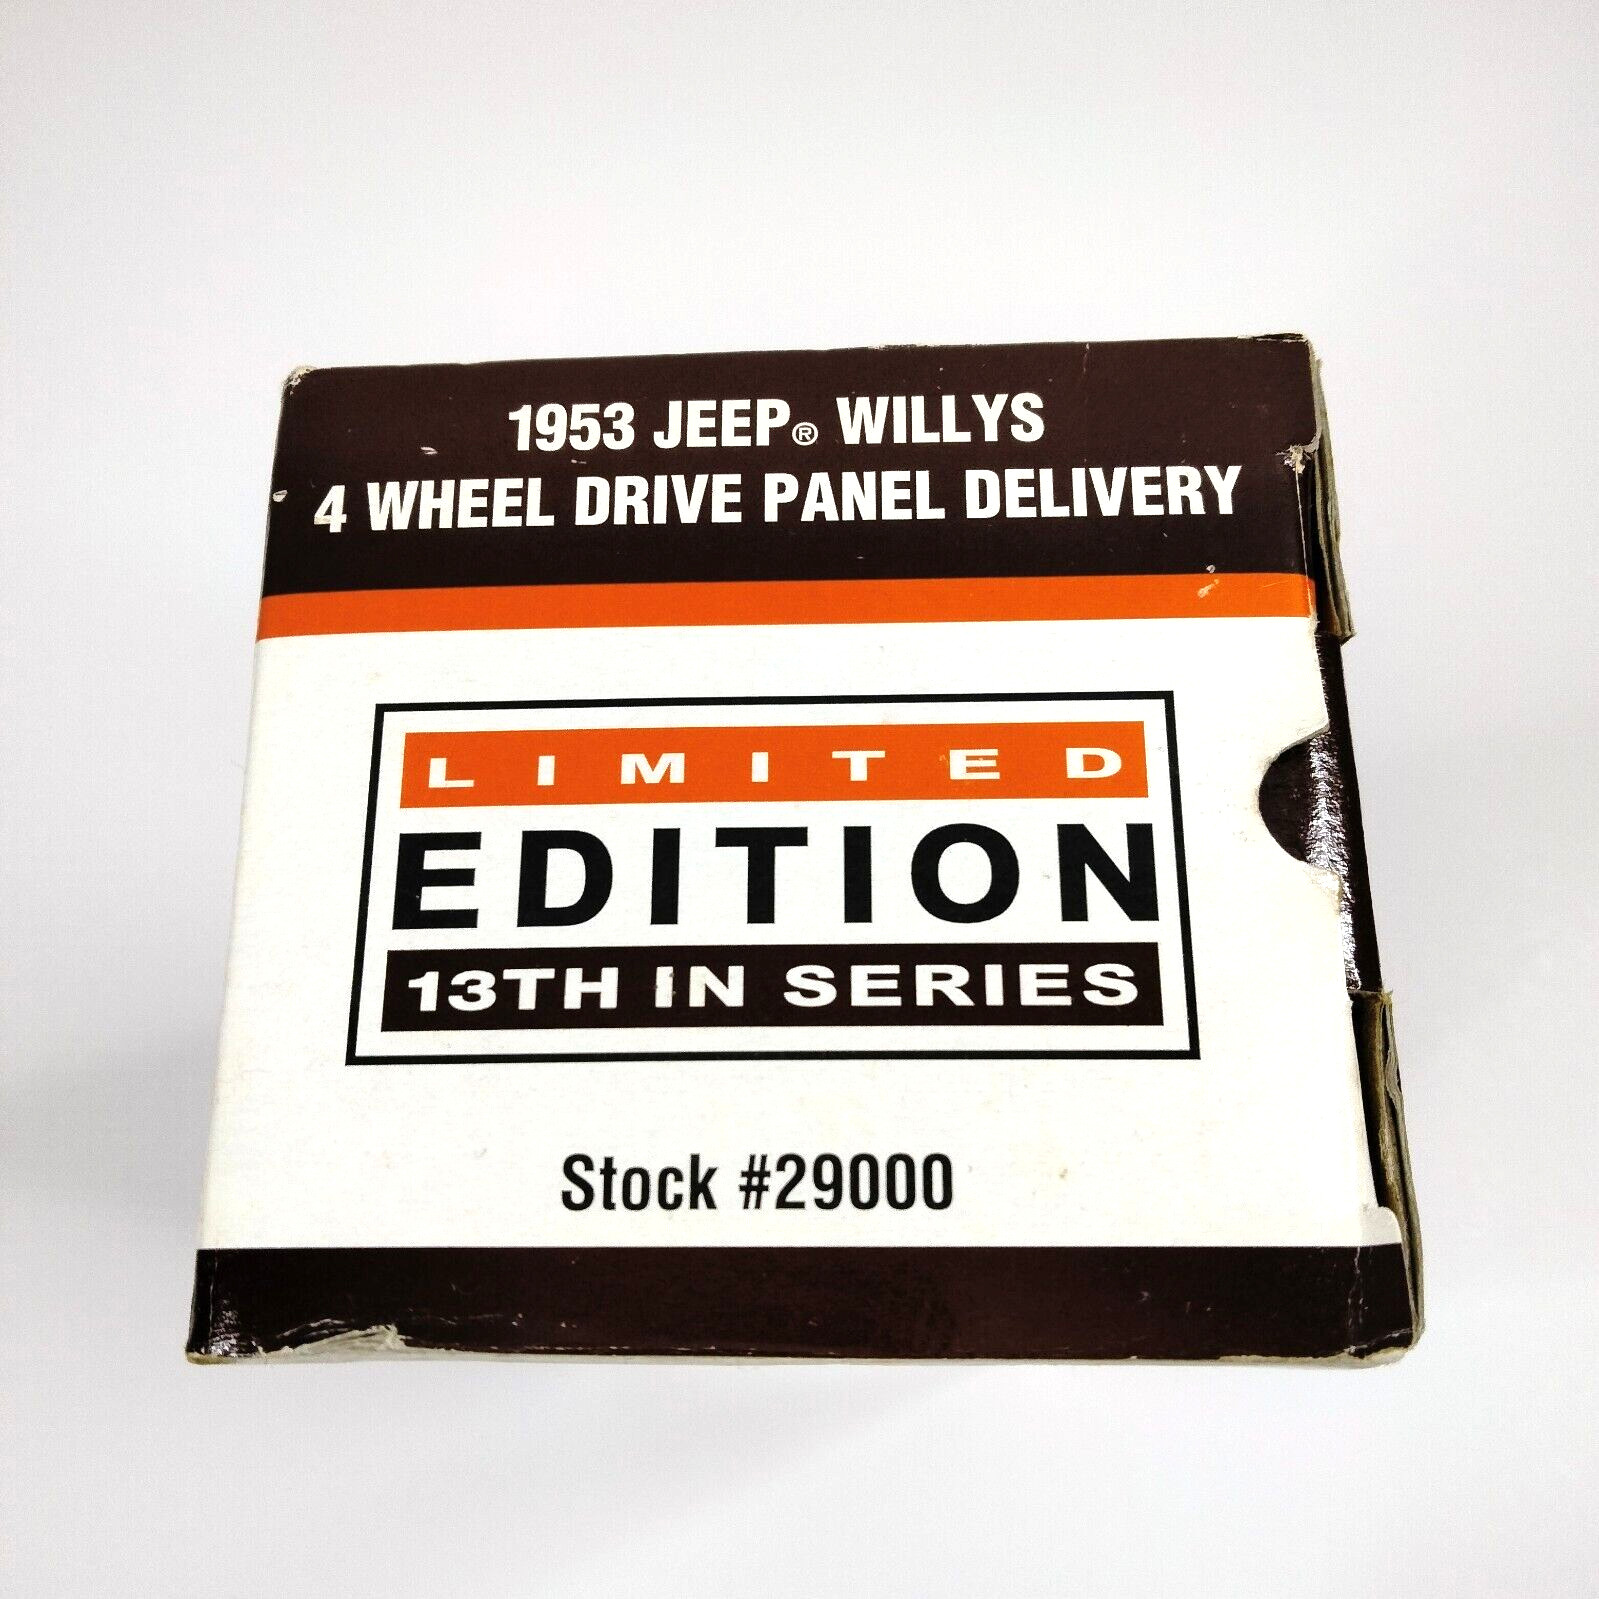 1953 JEEP® WILLYS
4 WHEEL DRIVE PANEL DELIVERY
LIMITED
EDITION
13TH IN SERIES
Stock #29000